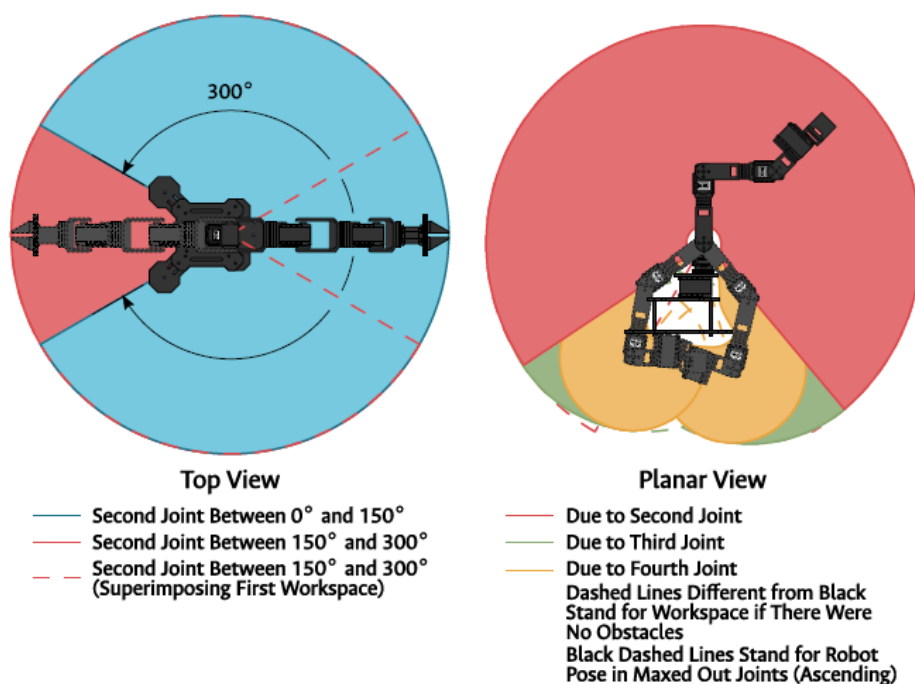 300°
Top View
Second Joint Between 0° and 150°
Second Joint Between 150° and 300°
Second Joint Between 150° and 300°
(Superimposing First Workspace)
Planar View
Due to Second Joint
Due to Third Joint
Due to Fourth Joint
Dashed Lines Different from Black
Stand for Workspace if There Were
No Obstacles
Black Dashed Lines Stand for Robot
Pose in Maxed Out Joints (Ascending)